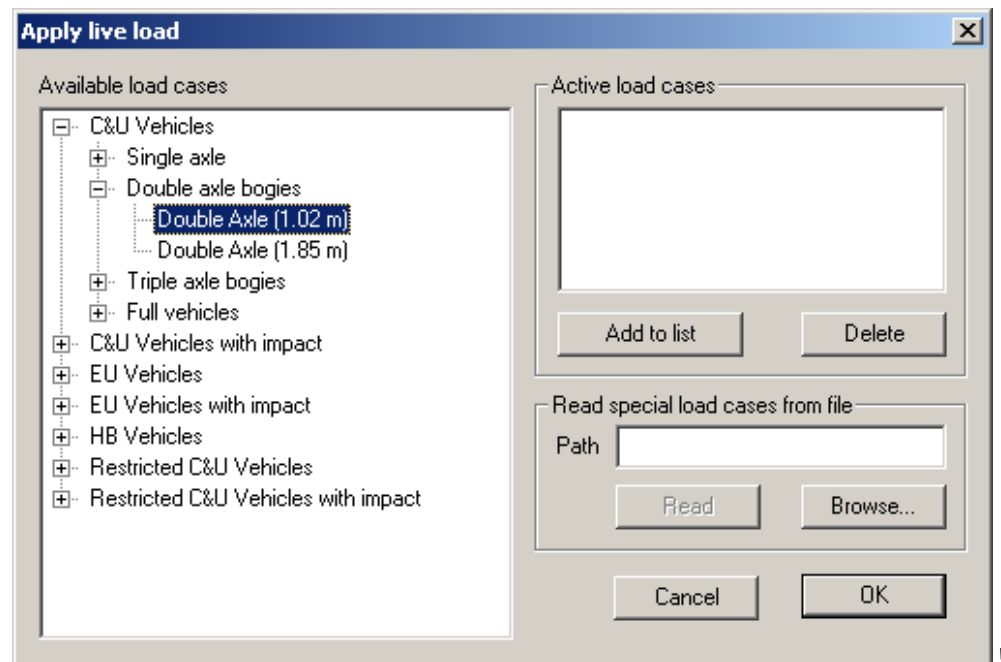 Apply live load
Available load cases
C&U Vehicles
Single axle
Double axle bogies
Double Axle (1.02 m)
Double Axle (1.85 m)
Triple axle bogies
Full vehicles
C&U Vehicles with impact
EU Vehicles
EU Vehicles with impact
HB Vehicles
Restricted C&U Vehicles
Restricted C&U Vehicles with impact
Active load cases
Add to list
Delete
Read special load cases from file
Path
Read
Browse...
Cancel
OK